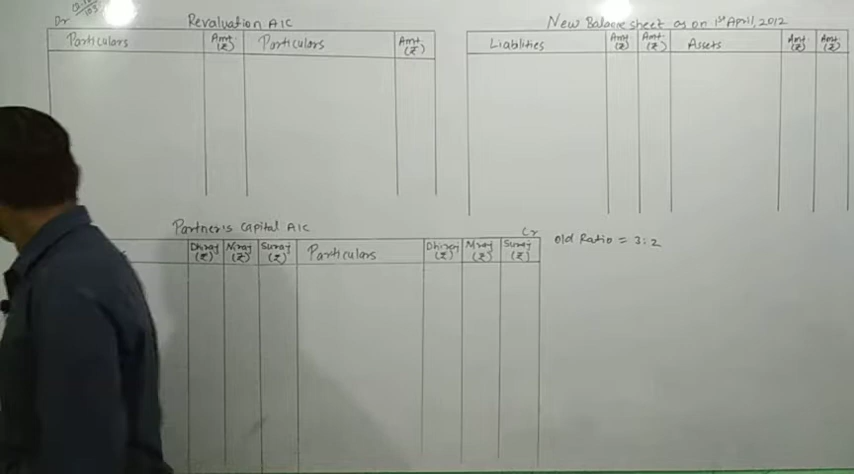 Dr
Revaluation A|C
Particulars Amt (₹) Particulars Amt (₹)
New Balance sheet as on 1st April, 2012
Liablities Amt (₹) Amt (₹) Assets Amt (₹) Amt (₹)
Partner's Capital A|C
Cr
Dhiraj (₹) Niraj (₹) Suraj (₹) Particulars Dhiraj (₹) Niraj (₹) Suraj (₹)
Old Ratio = 3:2